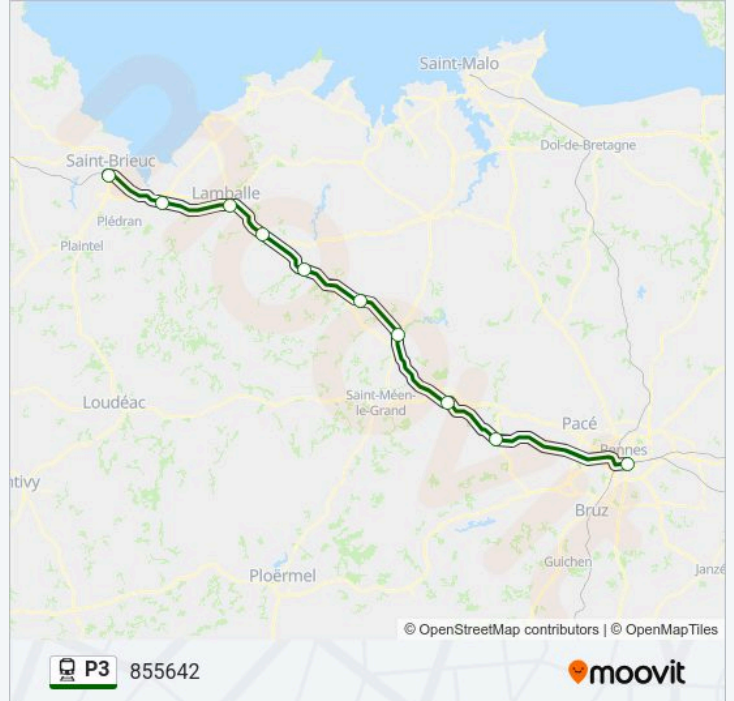 Saint-Malo
Dol-de-Bretagne
Saint-Brieuc
Lamballe
Plédran
Plaintel
Saint-Méen-
le-Grand
Loudéac
Pacé
Rennes
ntivy
Bruz
Guichen
Ploërmel
Janzé
© OpenStreetMap contributors | © OpenMapTiles
P3 855642
moovit